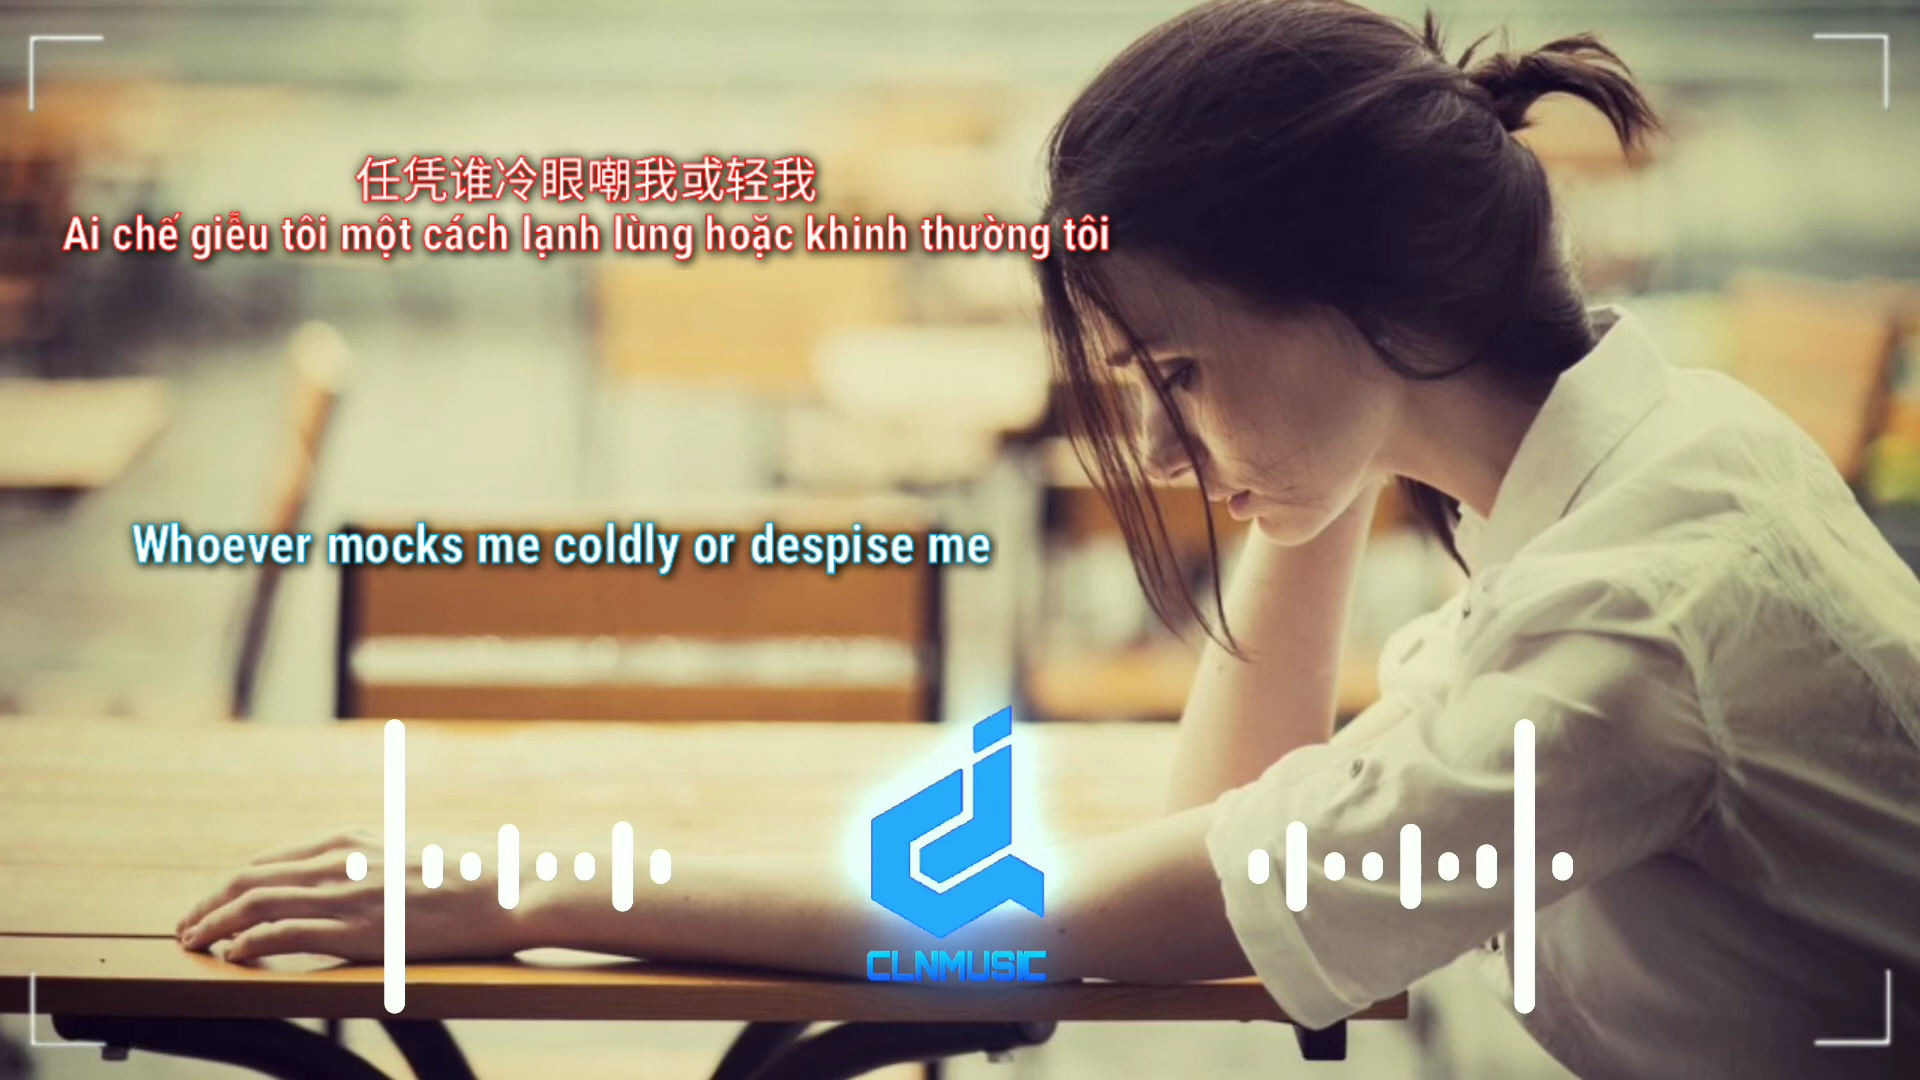 任凭谁冷眼嘲我或轻我
Ai chế giễu tôi một cách lạnh lùng hoặc khinh thường tôi
Whoever mocks me coldly or despise me
CLNMUSIC